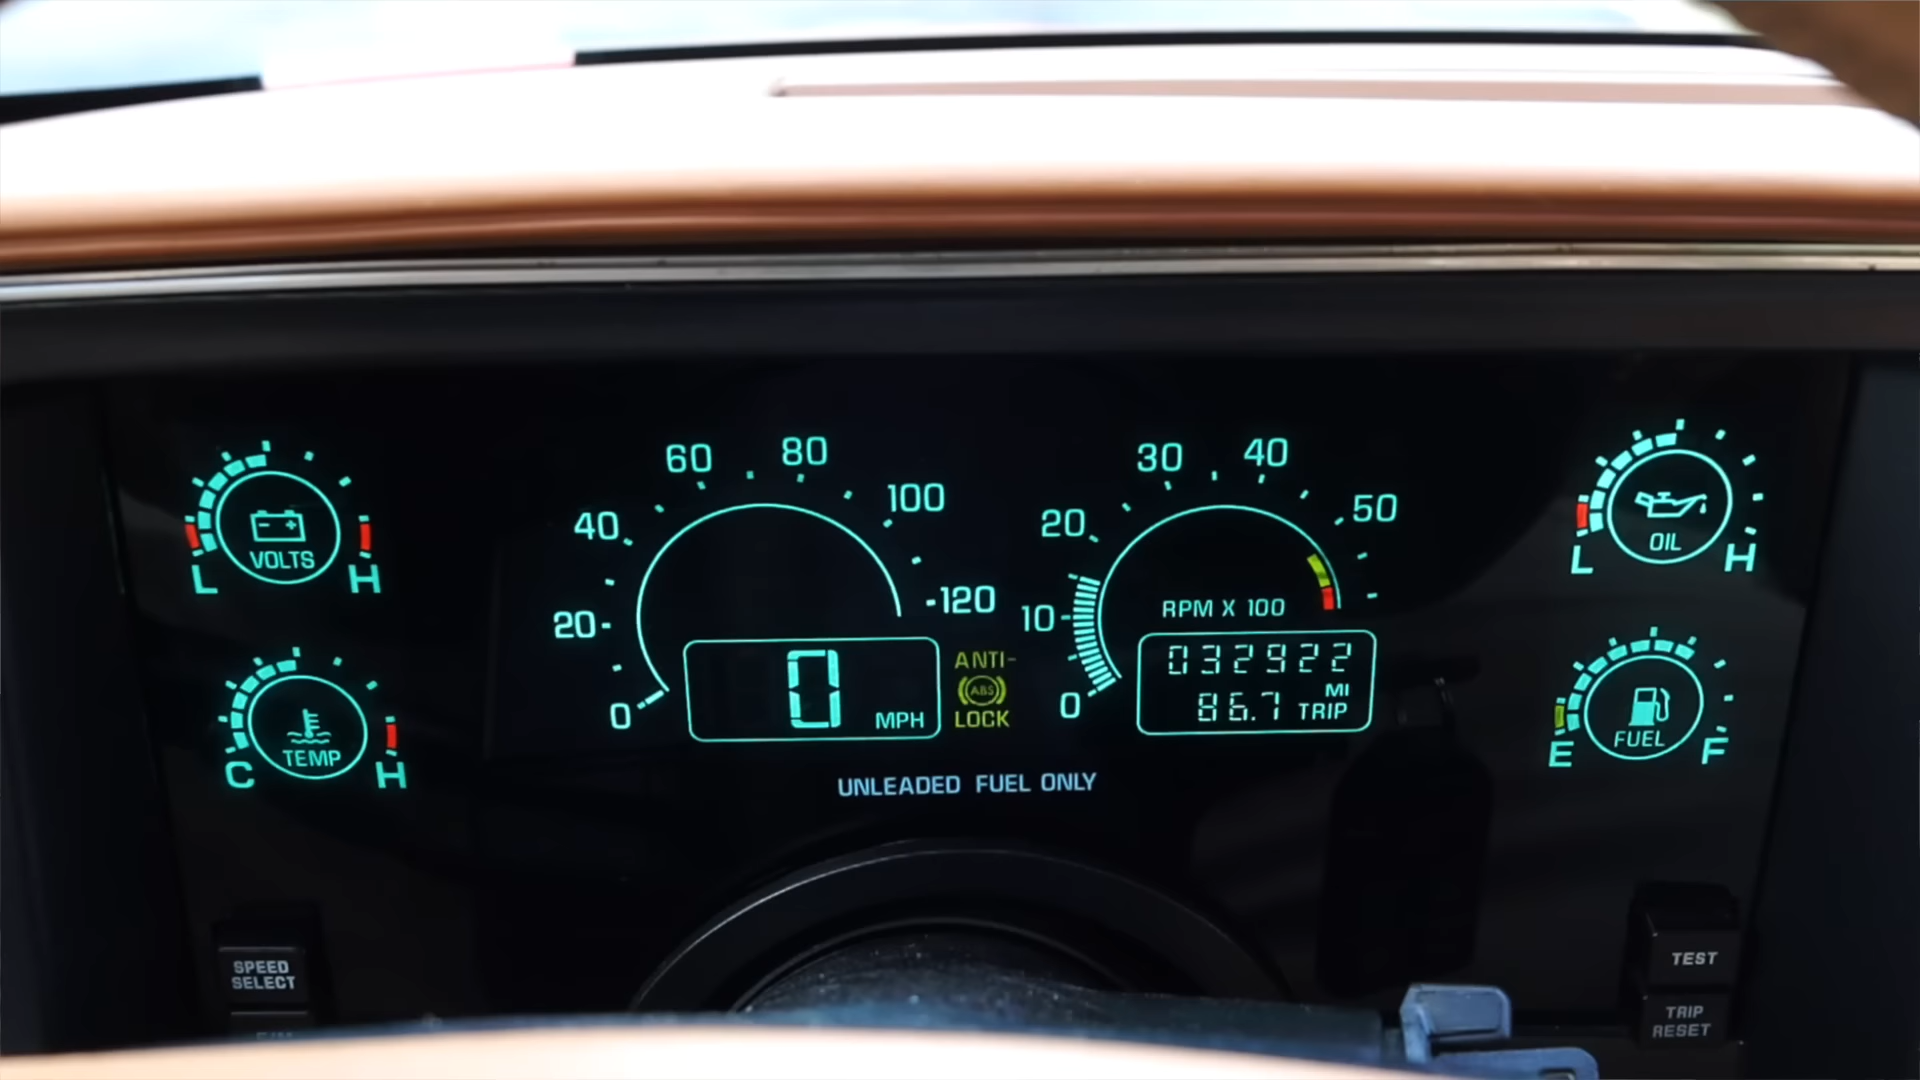 VOLTS
L H
TEMP
C H
0 20 40 60 80 100 120
0 MPH
ANTI-
ABS
LOCK
0 10 20 30 40 50
RPM X 100
032922
MI
86.7 TRIP
OIL
L H
FUEL
E F
UNLEADED FUEL ONLY
SPEED
SELECT
TEST
TRIP
RESET